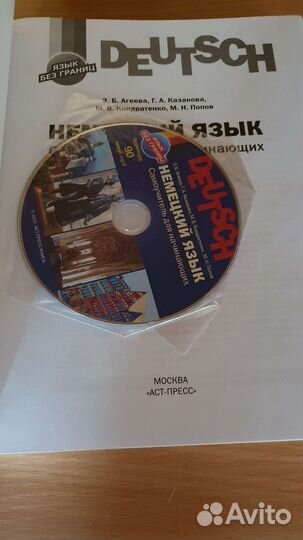 ЯЗЫК
БЕЗ ГРАНИЦ
DEUTSCH
Э. Б. Агеева, Г. А. Казакова,
М. В. Кондратенко, М. Н. Попов
НЕМЕЦКИЙ ЯЗЫК
DEUTSCH
НЕМЕЦКИЙ ЯЗЫК
Самоучитель для начинающих
90
МОСКВА
«АСТ-ПРЕСС»
Avito